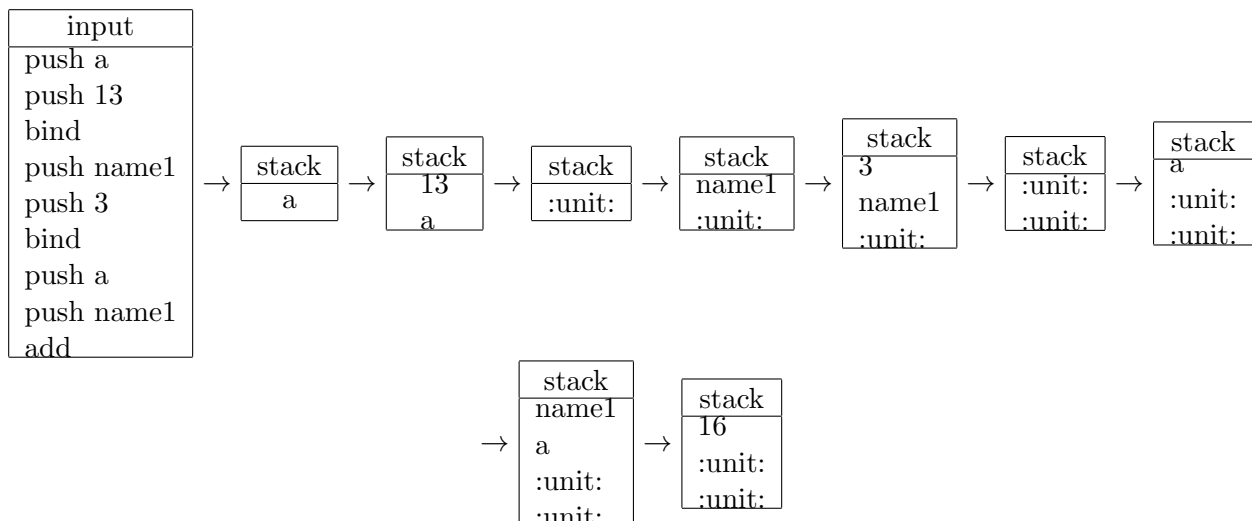 input
push a
push 13
bind
push name1
push 3
bind
push a
push name1
add
→
stack
a
→
stack
13
a
→
stack
:unit:
→
stack
name1
:unit:
→
stack
3
name1
:unit:
→
stack
:unit:
:unit:
→
stack
a
:unit:
:unit:
→
stack
name1
a
:unit:
:unit:
→
stack
16
:unit:
:unit: